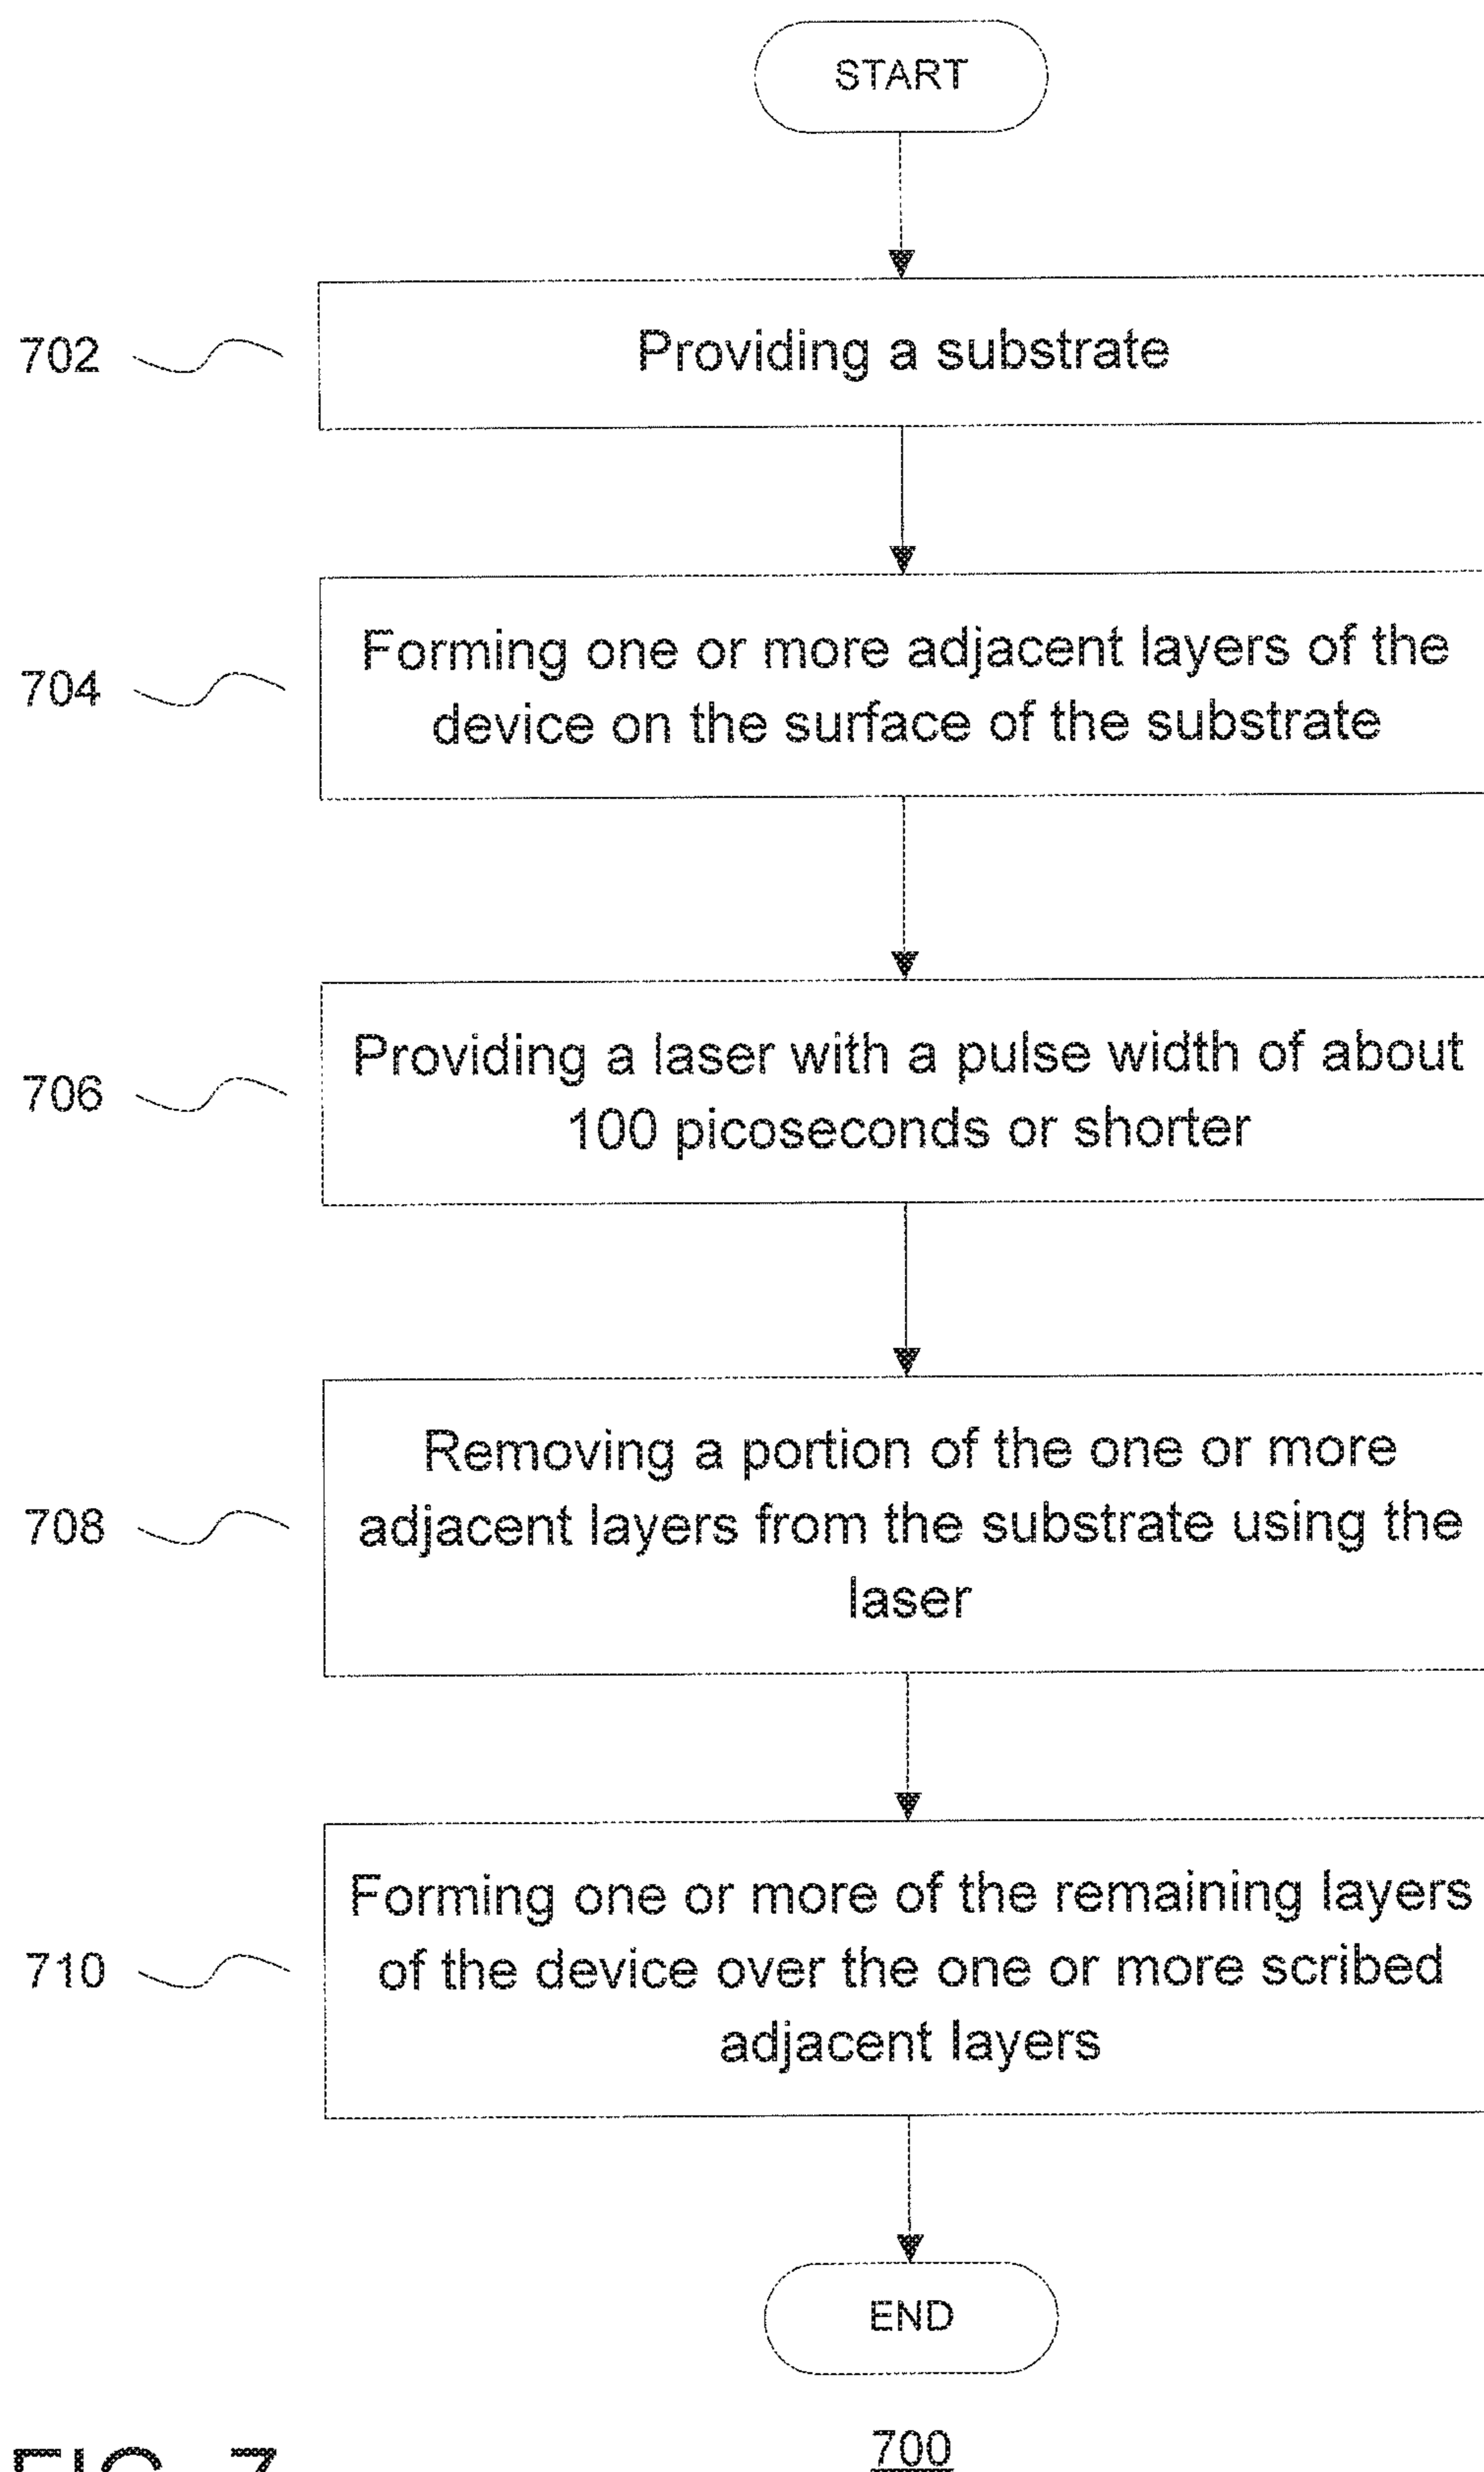 START
702
Providing a substrate
704
Forming one or more adjacent layers of the
device on the surface of the substrate
706
Providing a laser with a pulse width of about
100 picoseconds or shorter
708
Removing a portion of the one or more
adjacent layers from the substrate using the
laser
710
Forming one or more of the remaining layers
of the device over the one or more scribed
adjacent layers
END
700
FIG. 7